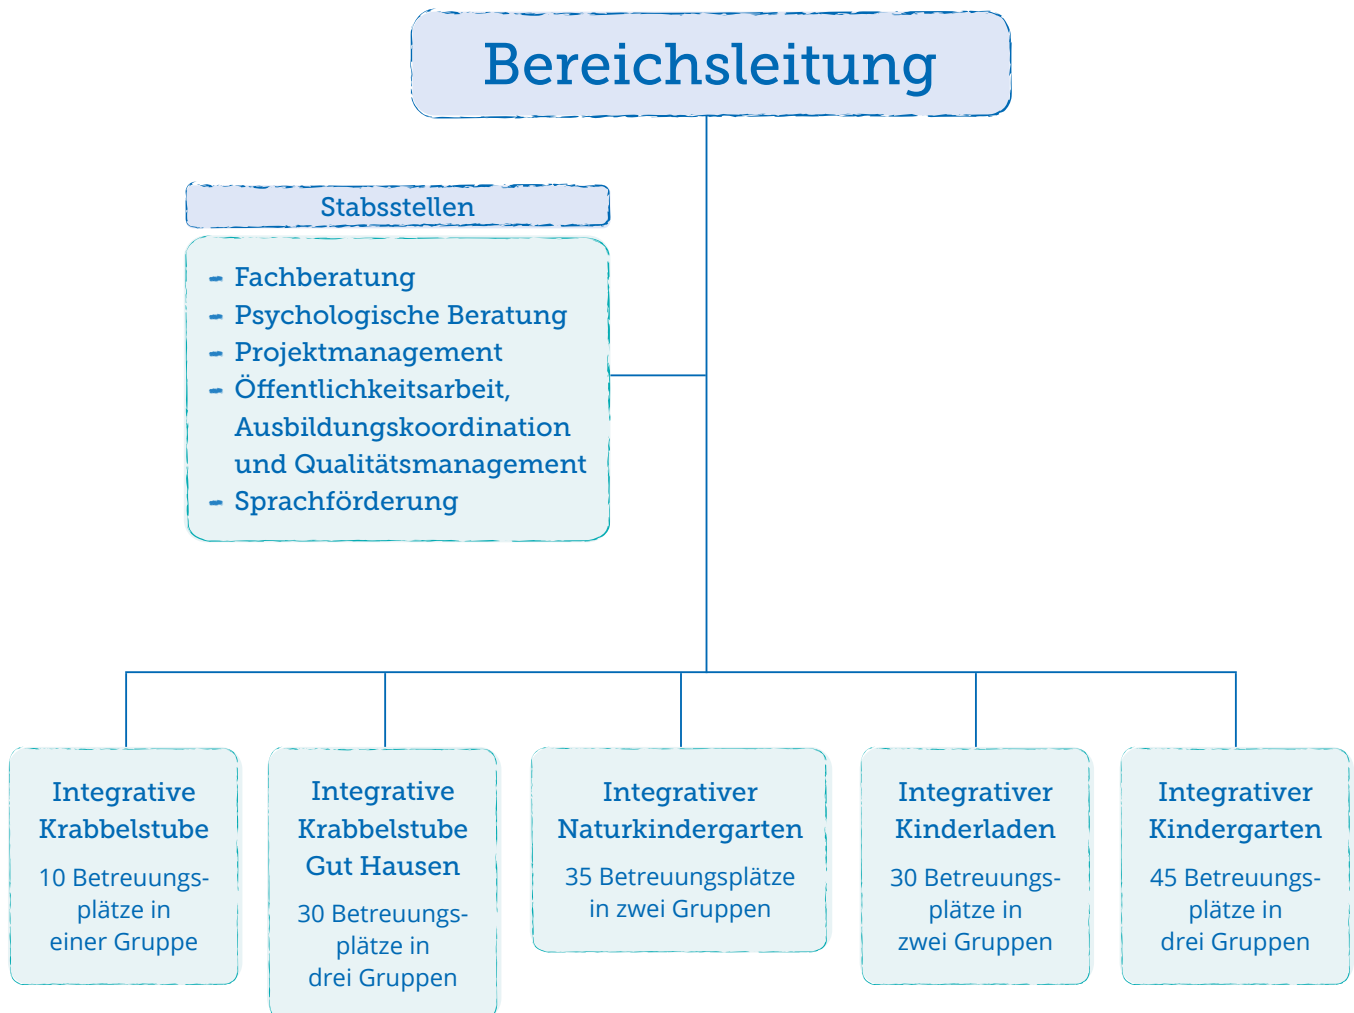 Bereichsleitung
Stabsstellen
- Fachberatung
- Psychologische Beratung
- Projektmanagement
- Öffentlichkeitsarbeit,
Ausbildungskoordination
und Qualitätsmanagement
- Sprachförderung
Integrative
Krabbelstube
10 Betreuungs-
plätze in
einer Gruppe
Integrative
Krabbelstube
Gut Hausen
30 Betreuungs-
plätze in
drei Gruppen
Integrativer
Naturkindergarten
35 Betreuungsplätze
in zwei Gruppen
Integrativer
Kinderladen
30 Betreuungs-
plätze in
zwei Gruppen
Integrativer
Kindergarten
45 Betreuungs-
plätze in
drei Gruppen